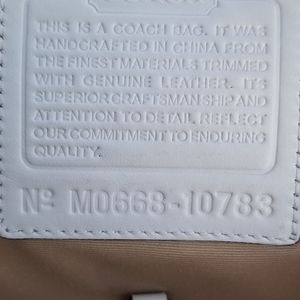 THIS IS A COACH BAG. IT WAS
HANDCRAFTED IN CHINA FROM
THE FINEST MATERIALS TRIMMED
WITH GENUINE LEATHER. ITS
SUPERIOR CRAFTSMANSHIP AND
ATTENTION TO DETAIL REFLECT
OUR COMMITMENT TO ENDURING
QUALITY.
Nº M0668-10783